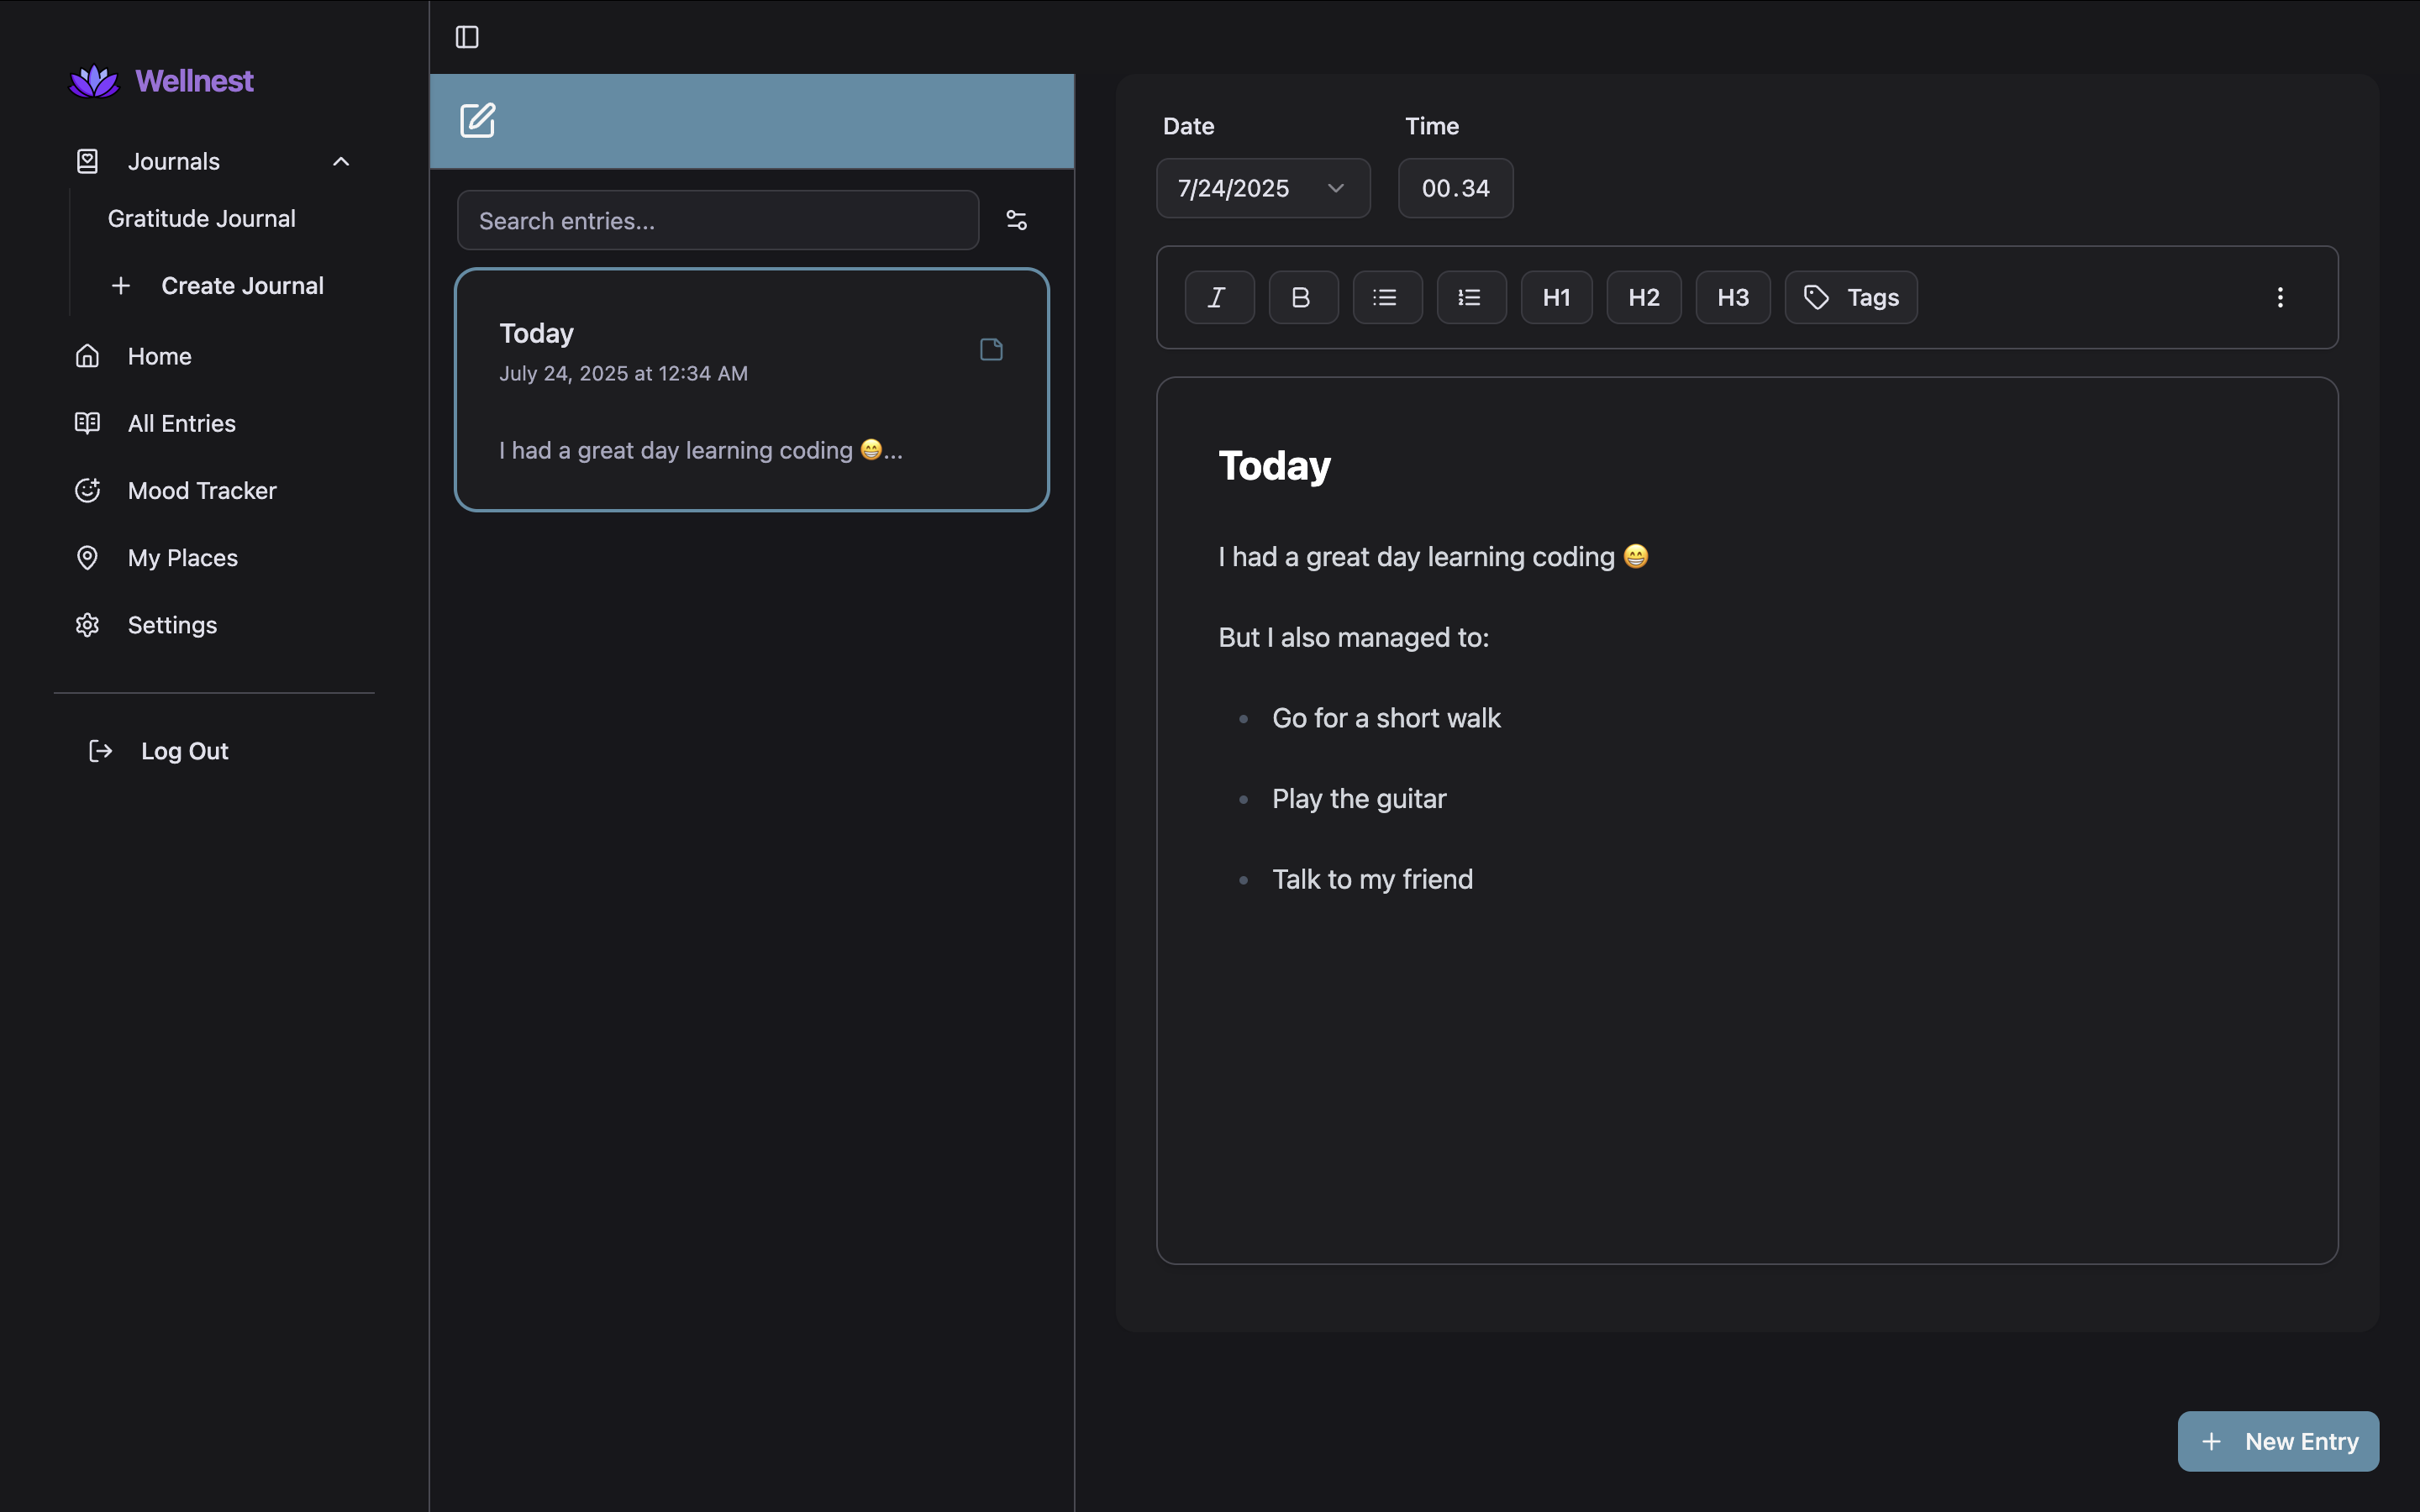 Wellnest
Journals
Gratitude Journal
Create Journal
Home
All Entries
Mood Tracker
My Places
Settings
Log Out
Search entries...
Today
July 24, 2025 at 12:34 AM
I had a great day learning coding 😁...
Date
Time
7/24/2025
00.34
H1 H2 H3 Tags
Today
I had a great day learning coding 😁
But I also managed to:
• Go for a short walk
• Play the guitar
• Talk to my friend
New Entry